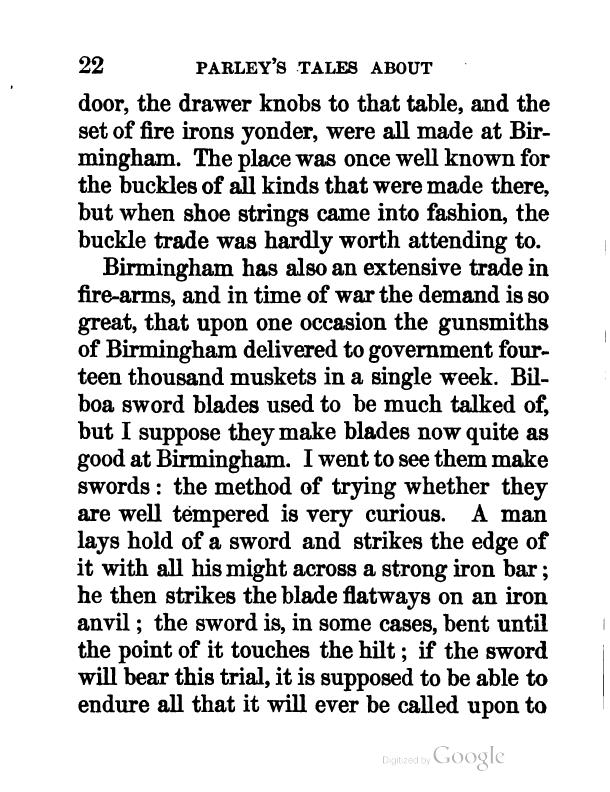 22 PARLEY'S TALES ABOUT
door, the drawer knobs to that table, and the
set of fire irons yonder, were all made at Bir-
mingham. The place was once well known for
the buckles of all kinds that were made there,
but when shoe strings came into fashion, the
buckle trade was hardly worth attending to.
Birmingham has also an extensive trade in
fire-arms, and in time of war the demand is so
great, that upon one occasion the gunsmiths
of Birmingham delivered to government four-
teen thousand muskets in a single week. Bil-
boa sword blades used to be much talked of,
but I suppose they make blades now quite as
good at Birmingham. I went to see them make
swords: the method of trying whether they
are well tempered is very curious. A man
lays hold of a sword and strikes the edge of
it with all his might across a strong iron bar;
he then strikes the blade flatways on an iron
anvil; the sword is, in some cases, bent until
the point of it touches the hilt; if the sword
will bear this trial, it is supposed to be able to
endure all that it will ever be called upon to
Digitized by Google